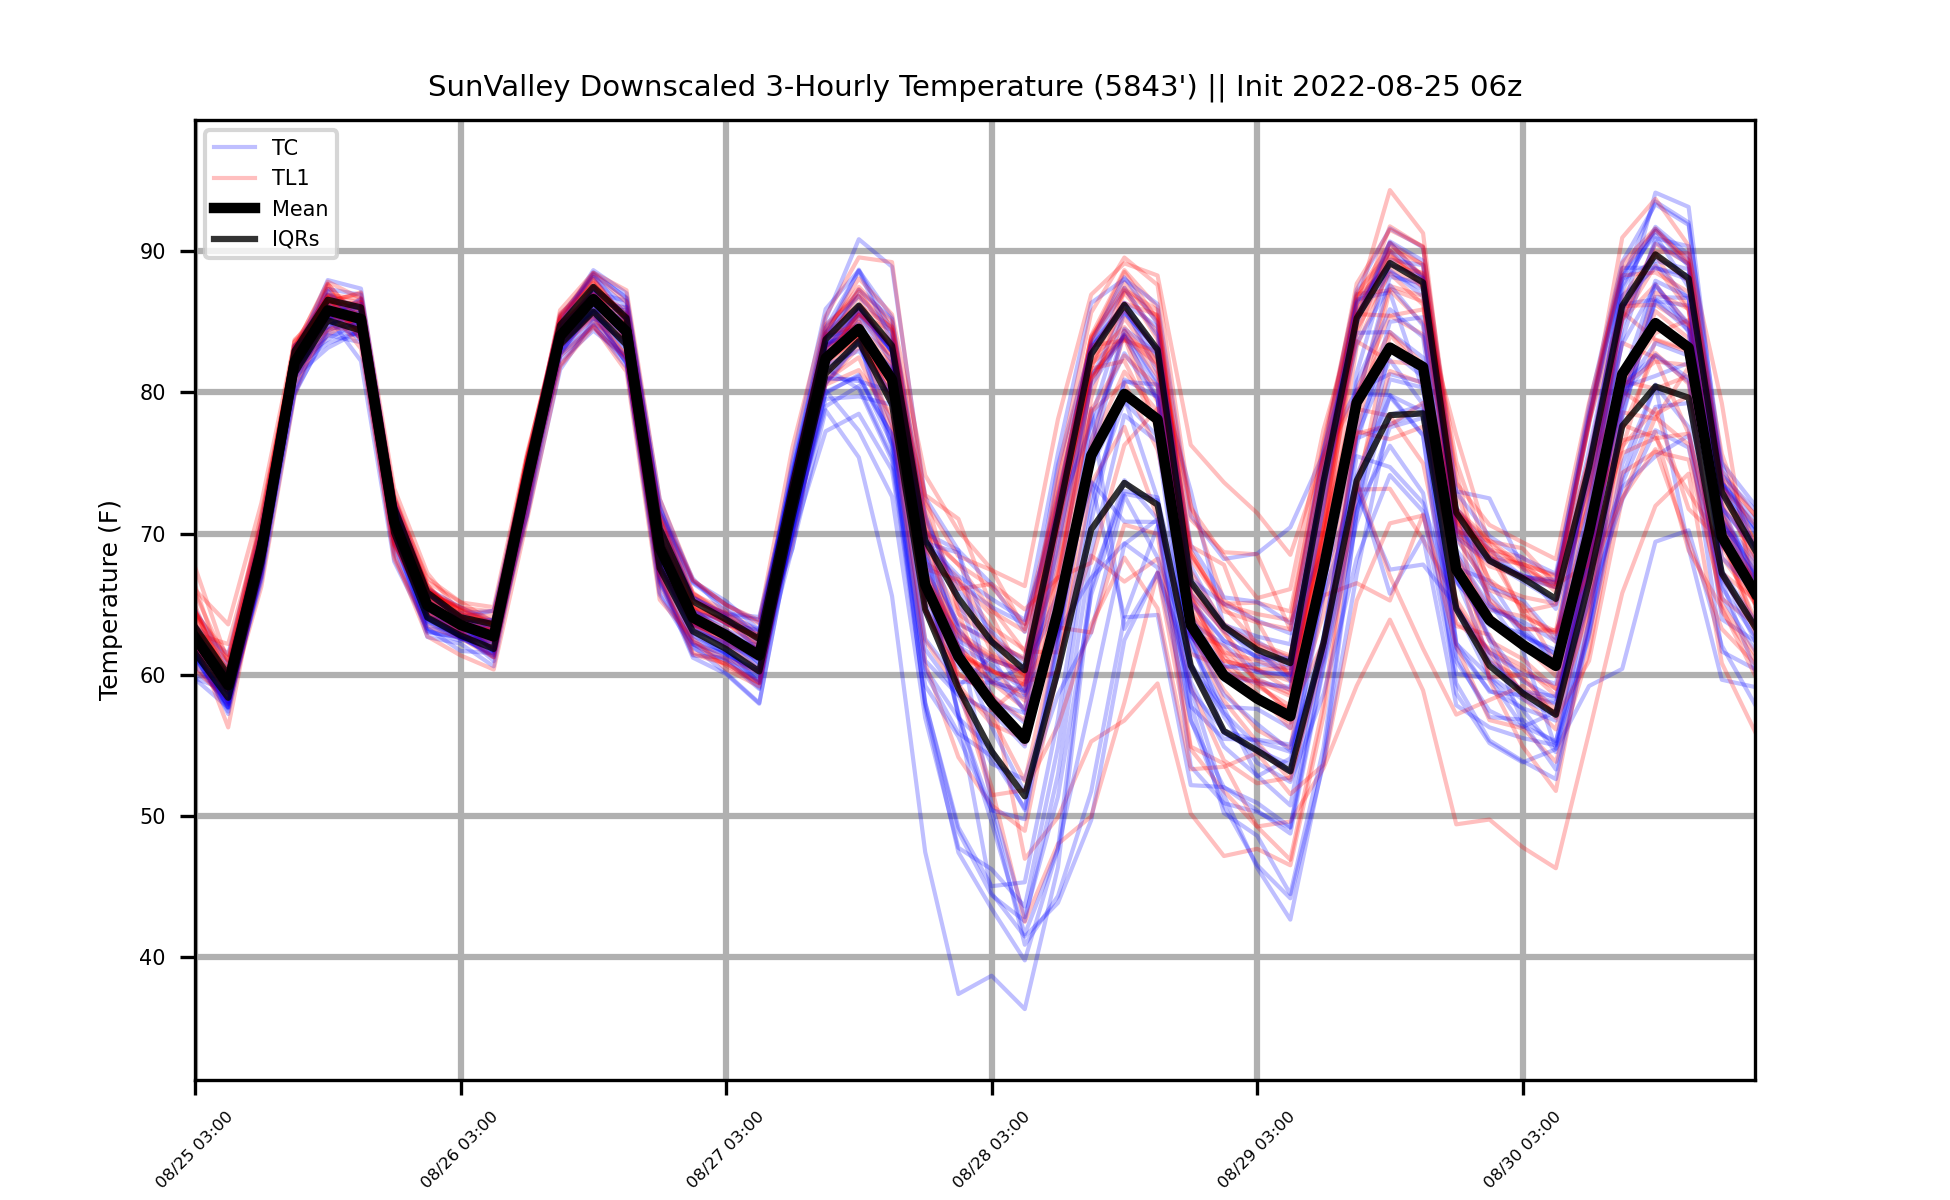 SunValley Downscaled 3-Hourly Temperature (5843') || Init 2022-08-25 06z
TC
TL1
Mean
IQRs
Temperature (F)
90
80
70
60
50
40
08/25 03:00
08/26 03:00
08/27 03:00
08/28 03:00
08/29 03:00
08/30 03:00